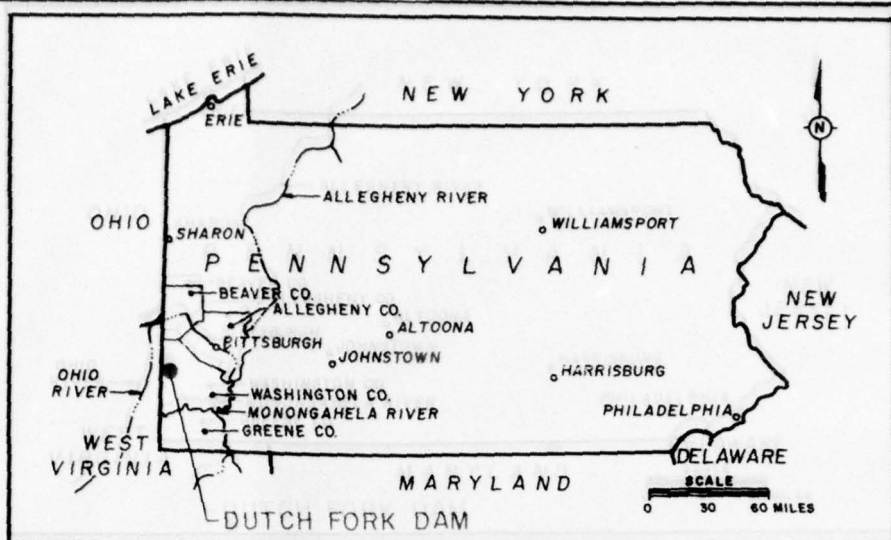 LAKE ERIE
NEW YORK
ERIE
N
ALLEGHENY RIVER
OHIO
SHARON
WILLIAMSPORT
PENNSYLVANIA
BEAVER CO.
ALLEGHENY CO.
NEW
JERSEY
ALTOONA
PITTSBURGH
JOHNSTOWN
OHIO
RIVER
HARRISBURG
WASHINGTON CO.
MONONGAHELA RIVER
PHILADELPHIA
GREENE CO.
WEST
VIRGINIA
DELAWARE
MARYLAND
SCALE
0 30 60 MILES
DUTCH FORK DAM